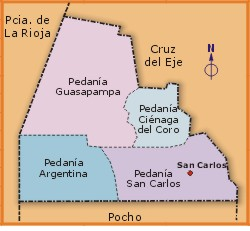 Pcia. de
La Rioja
Cruz
del Eje
N
Pedanía
Guasapampa
Pedanía
Ciénaga
del Coro
Pedanía
Argentina
Pedanía
San Carlos
San Carlos
Pocho